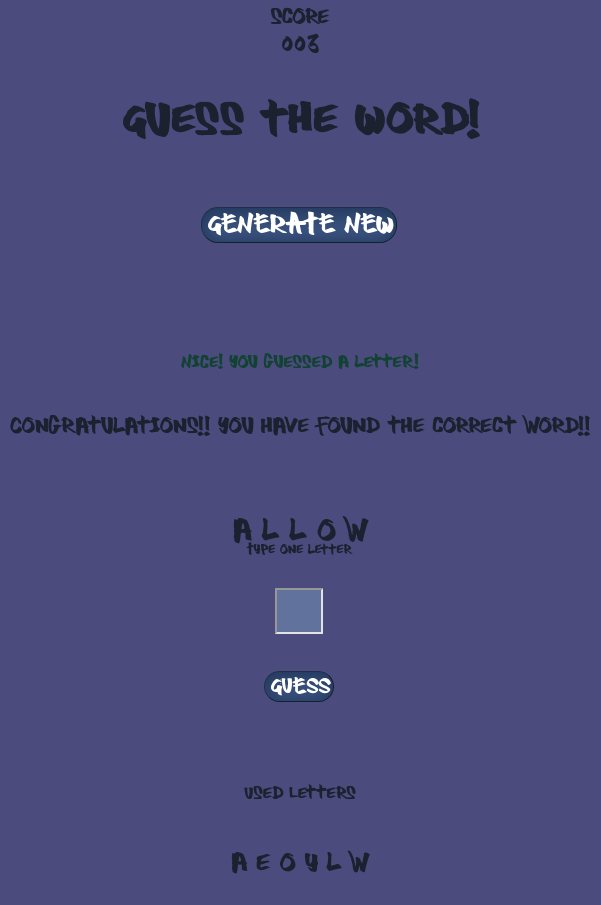 SCORE
003
GUESS THE WORD!
GENERATE NEW
NICE! YOU GUESSED A LETTER!
CONGRATULATIONS!! YOU HAVE FOUND THE CORRECT WORD!!
A L L O W
TYPE ONE LETTER
GUESS
USED LETTERS
A E O Y L W